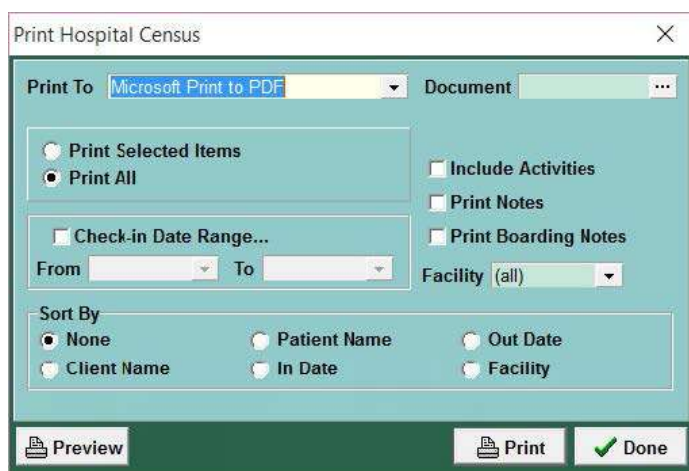 Print Hospital Census
Print To Microsoft Print to PDF Document ...
Print Selected Items
Print All
Include Activities
Print Notes
Check-in Date Range...
Print Boarding Notes
From To
Facility (all)
Sort By
None Patient Name Out Date
Client Name In Date Facility
Preview Print Done